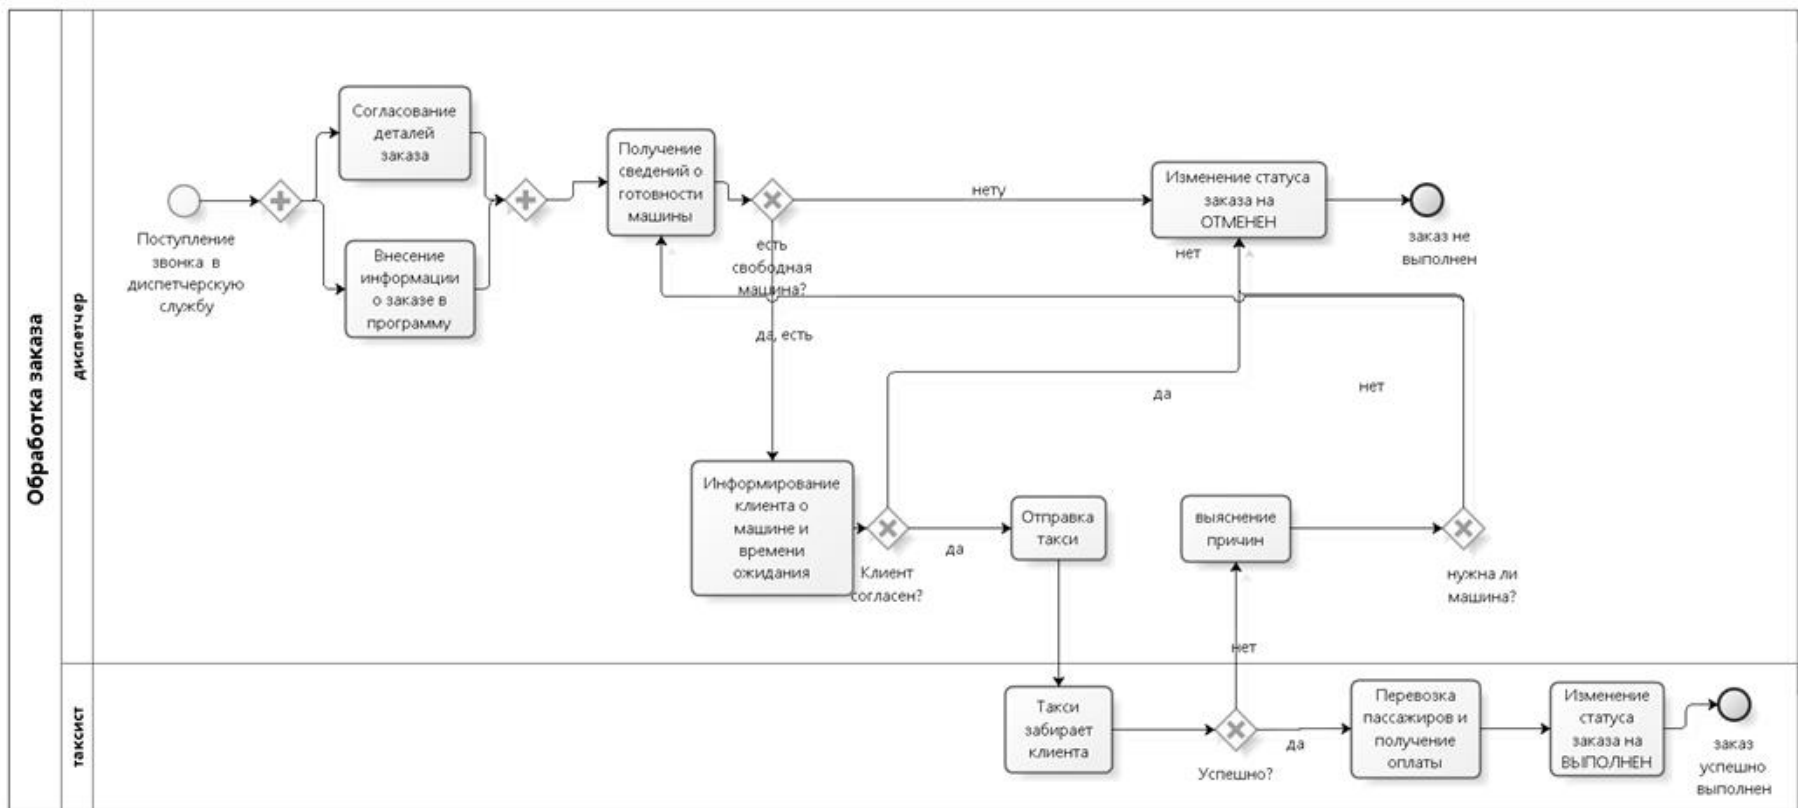 Обработка заказа
диспетчер
Поступление
звонка в
диспетчерскую
службу
Согласование
деталей
заказа
Внесение
информации
о заказе в
программу
Получение
сведений о
готовности
машины
есть
свободная
машина?
нету
да, есть
Изменение статуса
заказа на
ОТМЕНЕН
заказ не
выполнен
нет
да
нет
Информирование
клиента о
машине и
времени
ожидания
Клиент
согласен?
да
Отправка
такси
выяснение
причин
нужна ли
машина?
нет
таксист
Такси
забирает
клиента
Успешно?
да
Перевозка
пассажиров и
получение
оплаты
Изменение
статуса
заказа на
ВЫПОЛНЕН
заказ
успешно
выполнен